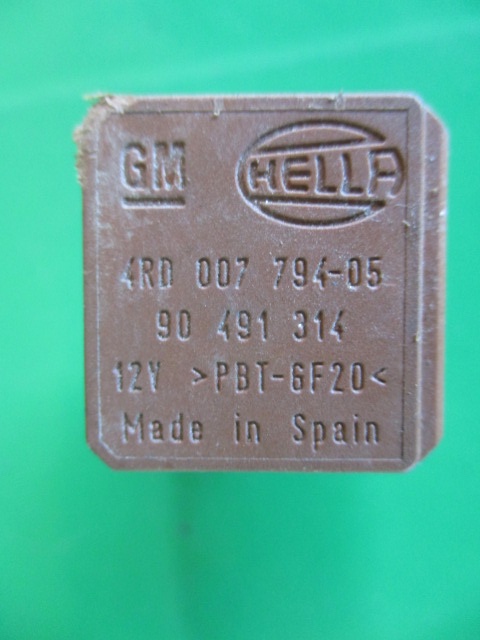 GM HELLA
4RD 007 794-05
90 491 314
12V >PBT-GF20<
Made in Spain